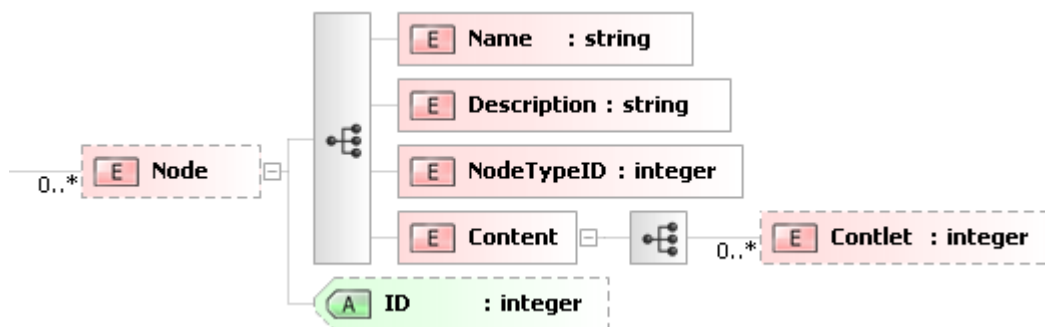 E Name : string
E Description : string
E NodeTypeID : integer
0..* E Node
E Content
0..* E Contlet : integer
A ID : integer